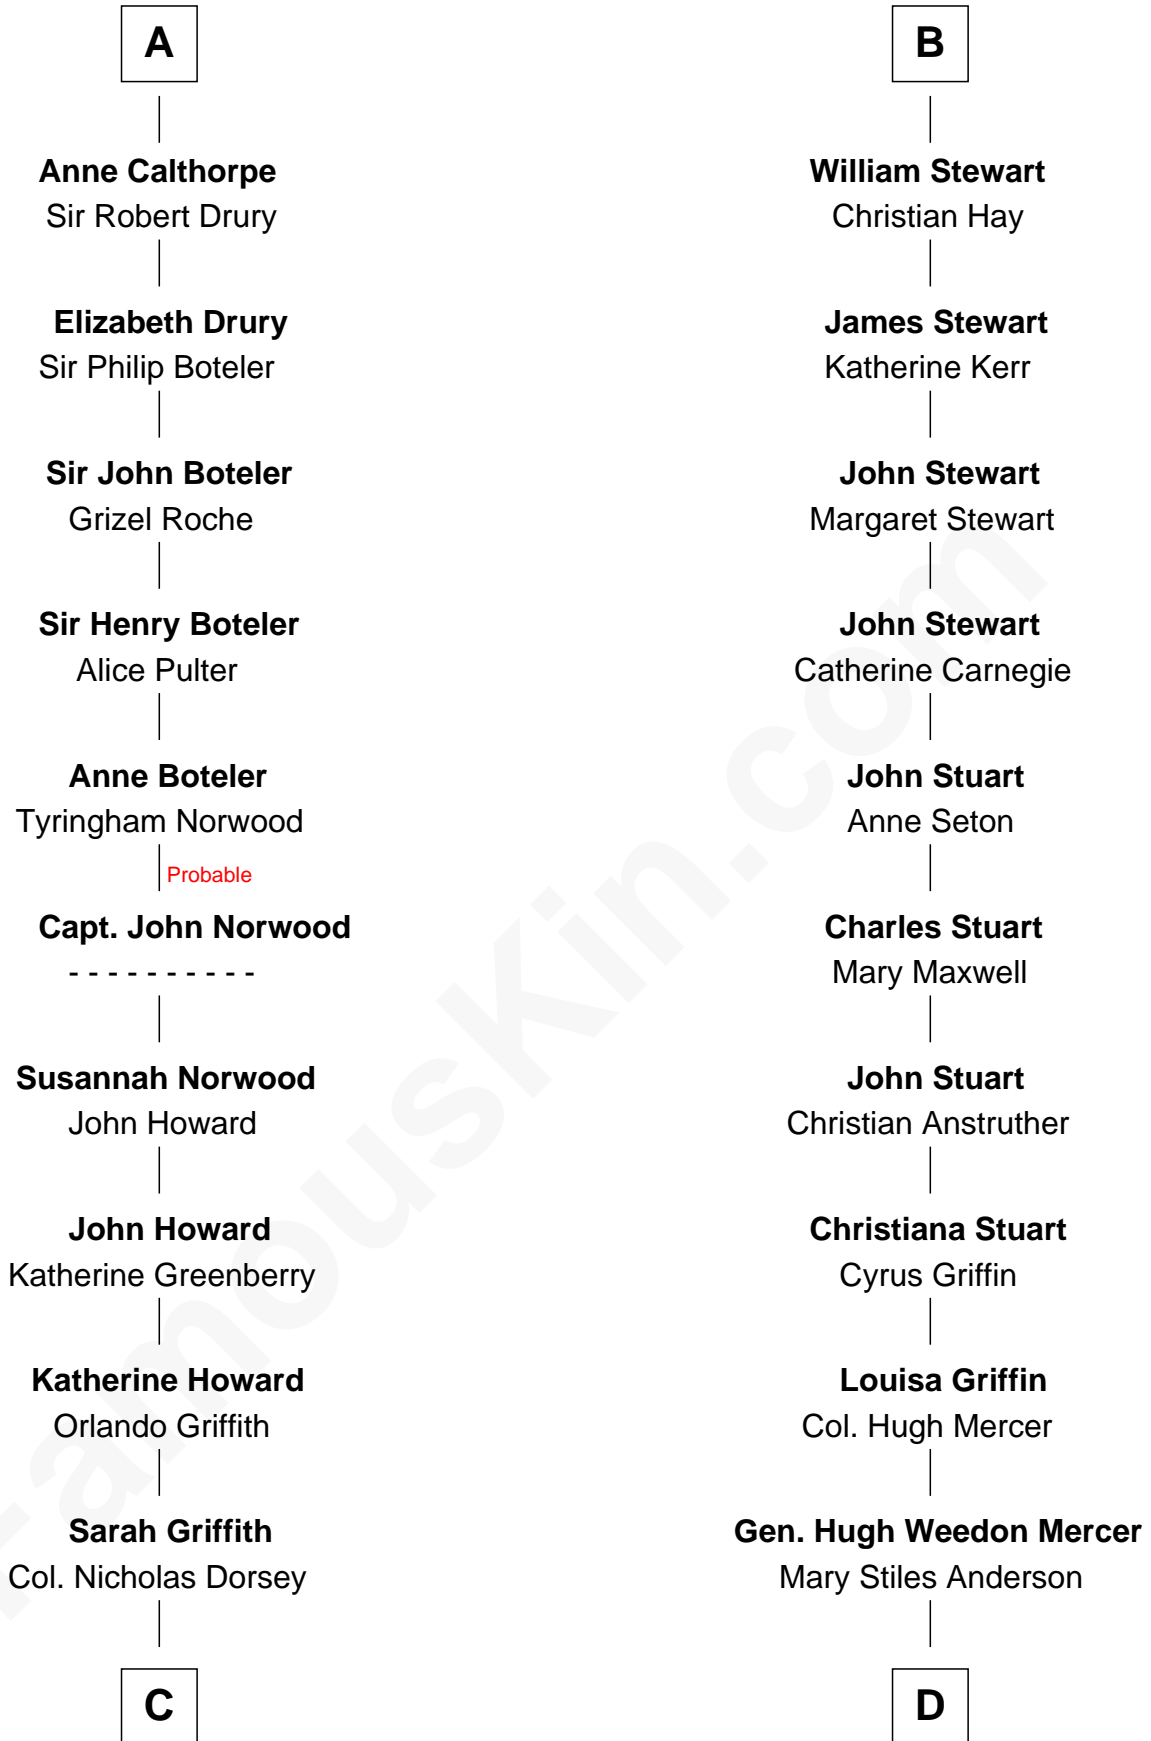 A
Anne Calthorpe
Sir Robert Drury
Elizabeth Drury
Sir Philip Boteler
Sir John Boteler
Grizel Roche
Sir Henry Boteler
Alice Pulter
Anne Boteler
Tyringham Norwood
Probable
Capt. John Norwood
- - - - - - - - - -
Susannah Norwood
John Howard
John Howard
Katherine Greenberry
Katherine Howard
Orlando Griffith
Sarah Griffith
Col. Nicholas Dorsey
C
B
William Stewart
Christian Hay
James Stewart
Katherine Kerr
John Stewart
Margaret Stewart
John Stewart
Catherine Carnegie
John Stuart
Anne Seton
Charles Stuart
Mary Maxwell
John Stuart
Christian Anstruther
Christiana Stuart
Cyrus Griffin
Louisa Griffin
Col. Hugh Mercer
Gen. Hugh Weedon Mercer
Mary Stiles Anderson
D
FamousKin.com